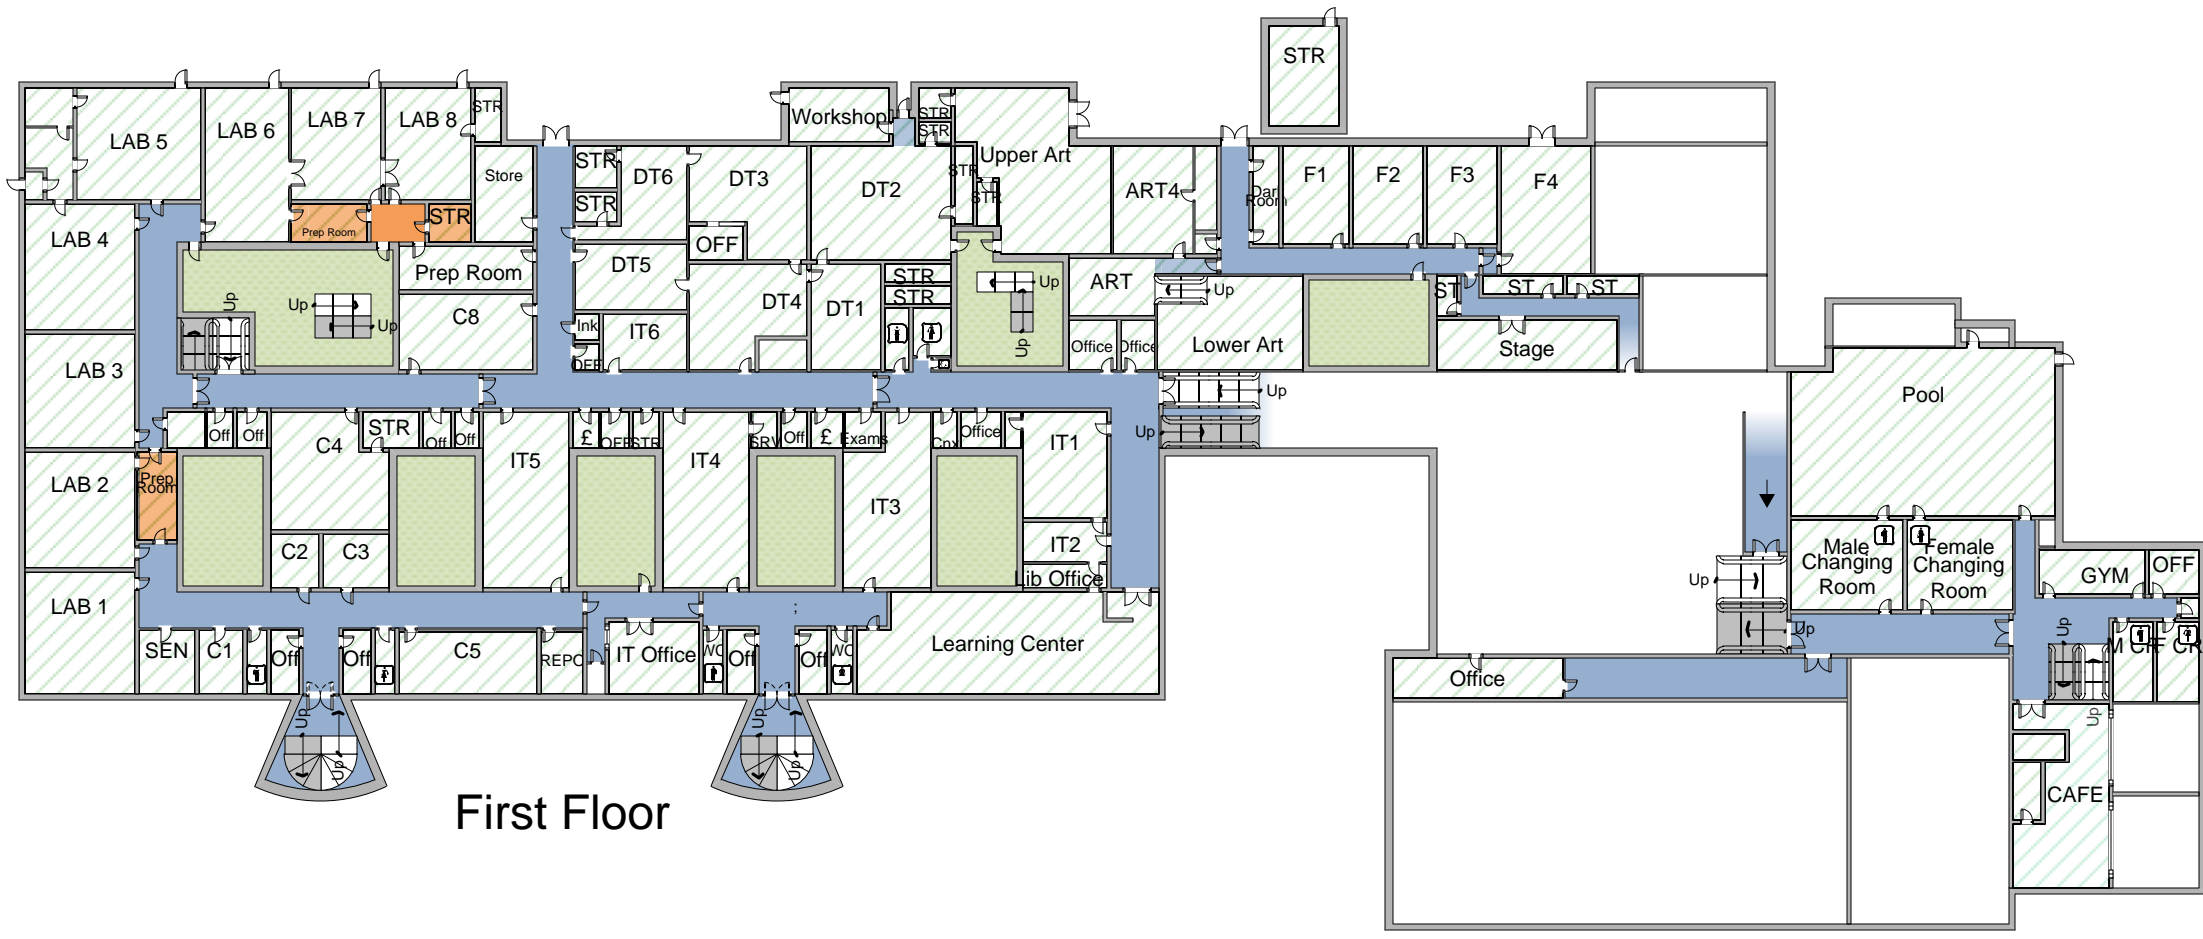 STR
LAB 5
LAB 6
LAB 7
LAB 8
STR
Workshop
STR
STR
Upper Art
Store
STR
STR
DT6
DT3
DT2
STR
STR
ART4
Dark
Room
F1
F2
F3
F4
LAB 4
Prep Room
STR
OFF
Prep Room
DT5
DT4
DT1
STR
STR
ART
Up
ST
ST
ST
Up
Up
Up
C8
Ink
OFF
IT6
Up
Office
Office
Lower Art
Stage
LAB 3
Up
Up
Pool
Off
Off
C4
STR
Off
Off
IT5
£
OFF
STR
IT4
SRV
Off
£
Exams
IT3
Cpx
Office
IT1
LAB 2
Prep
Room
C2
C3
IT2
Lib Office
Male
Changing
Room
Female
Changing
Room
GYM
OFF
Up
Up
Up
LAB 1
SEN
C1
Off
Off
C5
REPO
IT Office
WC
Off
;
Off
WC
Learning Center
M CR
F CR
Office
Up
Up
Up
Up
Up
CAFE
First Floor